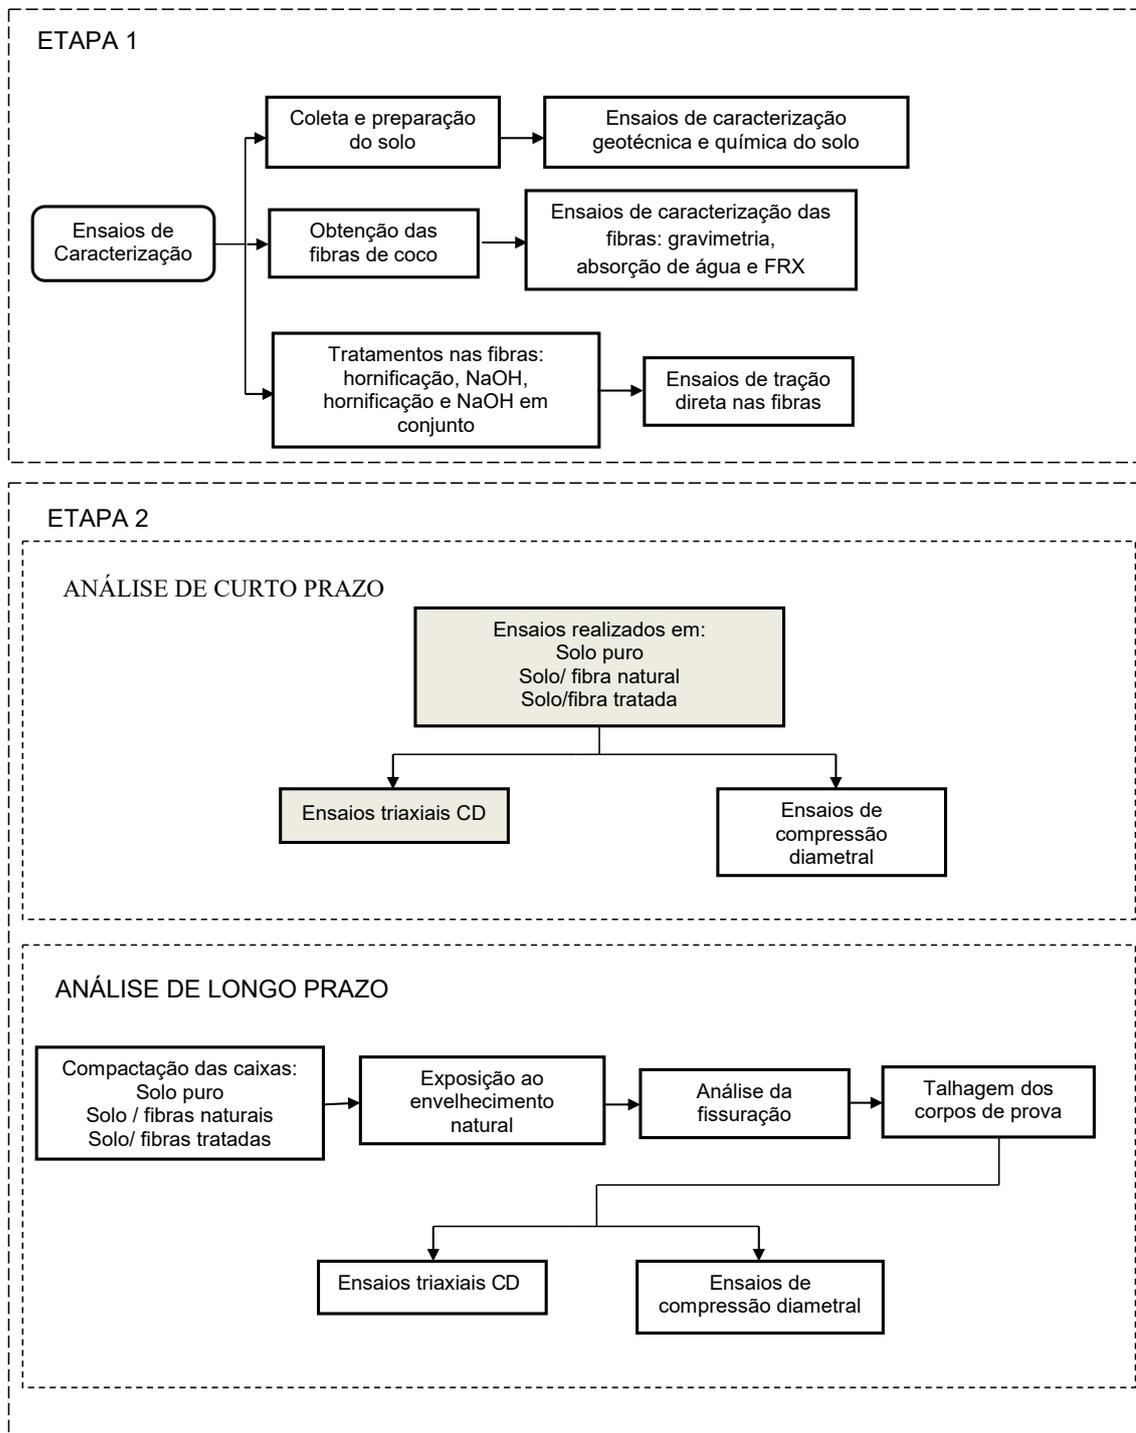 ETAPA 1
Coleta e preparação
do solo
Ensaios de caracterização
geotécnica e química do solo
Ensaios de
Caracterização
Obtenção das
fibras de coco
Ensaios de caracterização das
fibras: gravimetria,
absorção de água e FRX
Tratamentos nas fibras:
hornificação, NaOH,
hornificação e NaOH em
conjunto
Ensaios de tração
direta nas fibras
ETAPA 2
ANÁLISE DE CURTO PRAZO
Ensaios realizados em:
Solo puro
Solo/ fibra natural
Solo/fibra tratada
Ensaios triaxiais CD
Ensaios de
compressão
diametral
ANÁLISE DE LONGO PRAZO
Compactação das caixas:
Solo puro
Solo / fibras naturais
Solo/ fibras tratadas
Exposição ao
envelhecimento
natural
Análise da
fissuração
Talhagem dos
corpos de prova
Ensaios triaxiais CD
Ensaios de
compressão diametral